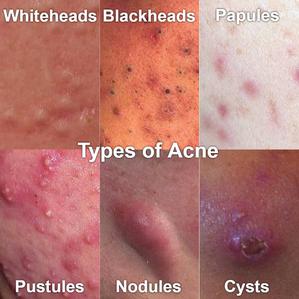 Whiteheads
Blackheads
Papules
Types of Acne
Pustules
Nodules
Cysts